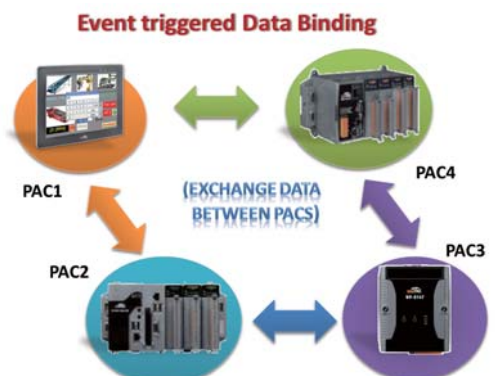 Event triggered Data Binding
PAC1
PAC4
(EXCHANGE DATA
BETWEEN PACS)
PAC2
PAC3